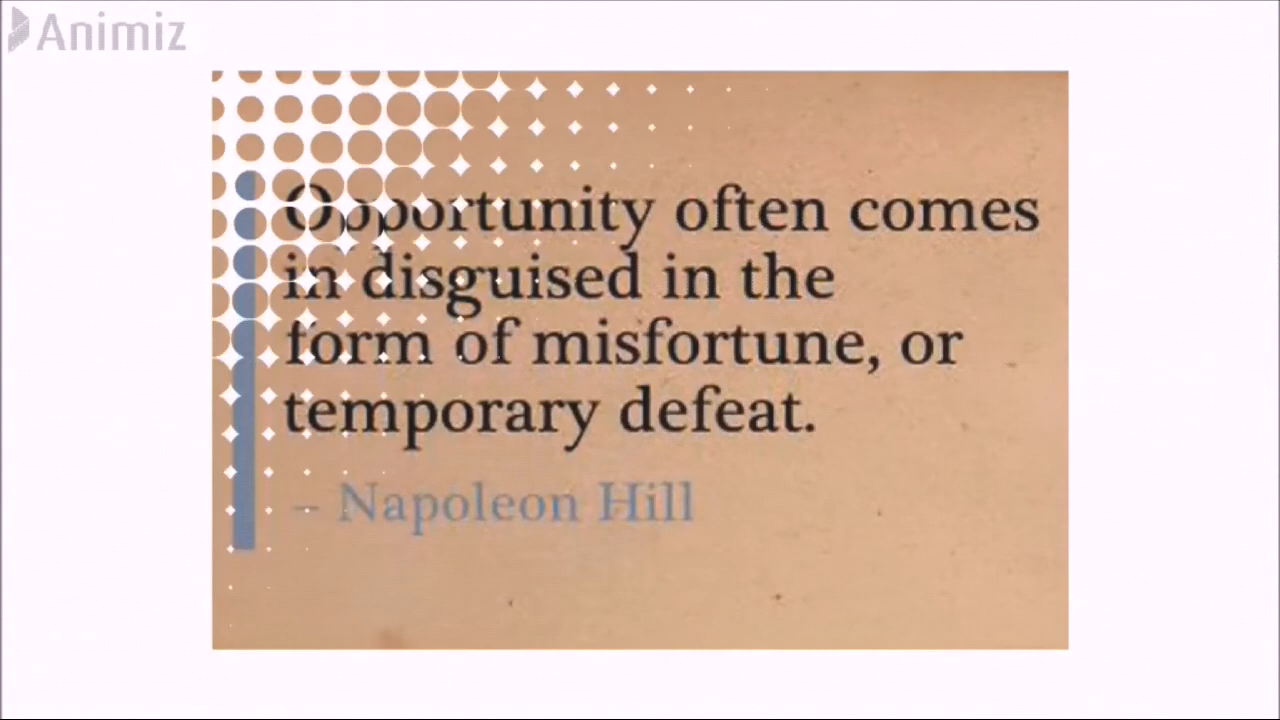 Animiz
Opportunity often comes
in disguised in the
form of misfortune, or
temporary defeat.
– Napoleon Hill